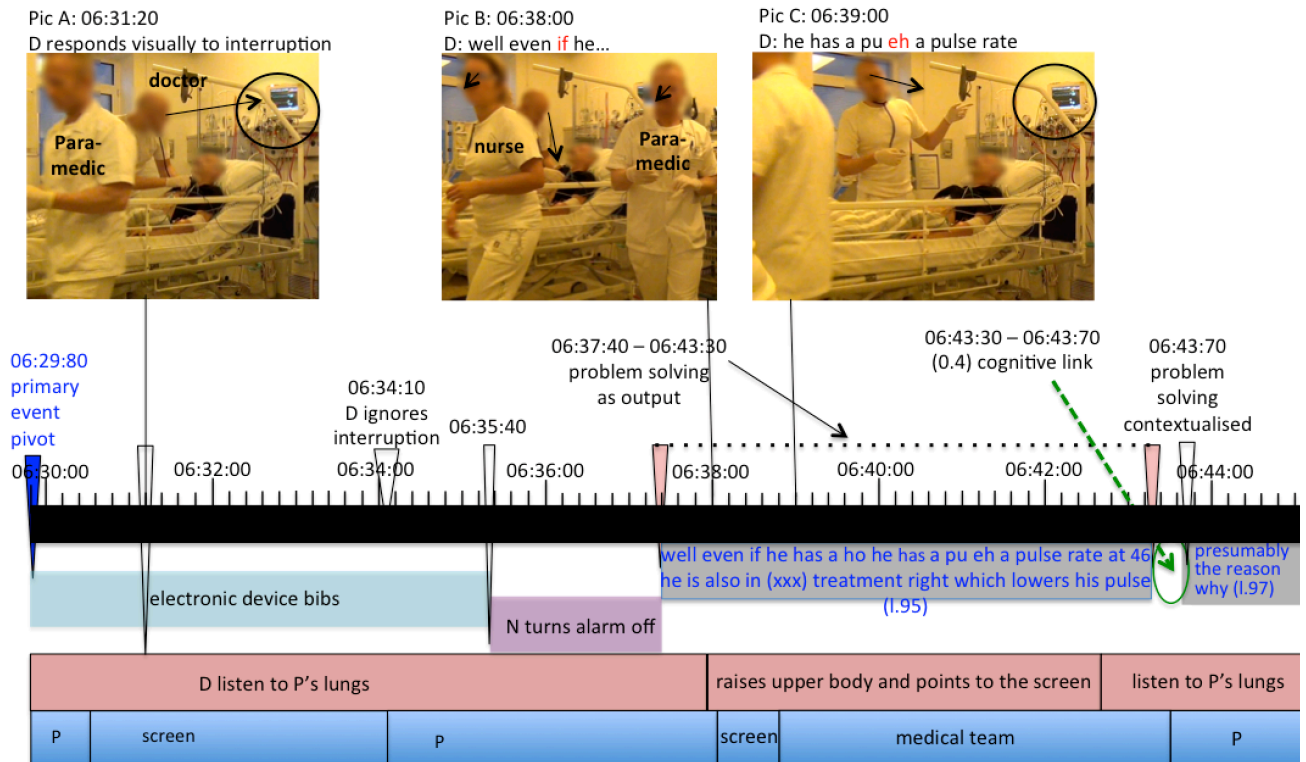 Pic A: 06:31:20
D responds visually to interruption
Pic B: 06:38:00
D: well even if he…
Pic C: 06:39:00
D: he has a pu eh a pulse rate
doctor
Para-
medic
nurse
Para-
medic
06:29:80
primary
event
pivot
06:34:10
D ignores
interruption
06:35:40
06:37:40 – 06:43:30
problem solving
as output
06:43:30 – 06:43:70
(0.4) cognitive link
06:43:70
problem
solving
contextualised
06:30:00
06:32:00
06:34:00
06:36:00
06:38:00
06:40:00
06:42:00
06:44:00
well even if he has a ho he has a pu eh a pulse rate at 46
he is also in (xxx) treatment right which lowers his pulse
(l.95)
presumably
the reason
why (l.97)
electronic device bibs
N turns alarm off
D listen to P's lungs
raises upper body and points to the screen
listen to P's lungs
P
screen
P
screen
medical team
P